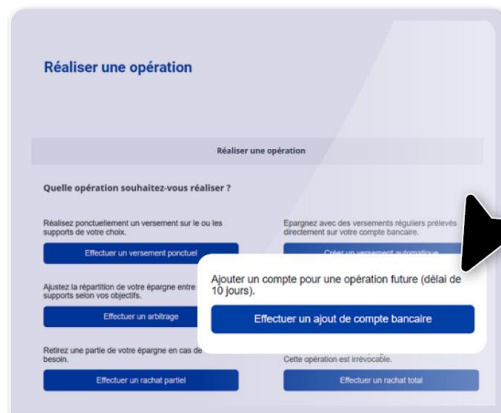 Réaliser une opération
Réaliser une opération
Quelle opération souhaitez-vous réaliser ?
Réalisez ponctuellement un versement sur le ou les
supports de votre choix.
Effectuer un versement ponctuel
Epargnez avec des versements réguliers prélevés
directement sur votre compte bancaire.
Créer un versement automatique
Ajustez la répartition de votre épargne entre
supports selon vos objectifs.
Effectuer un arbitrage
Ajouter un compte pour une opération future (délai de
10 jours).
Effectuer un ajout de compte bancaire
Retirez une partie de votre épargne en cas de
besoin.
Effectuer un rachat partiel
Cette opération est irrévocable.
Effectuer un rachat total